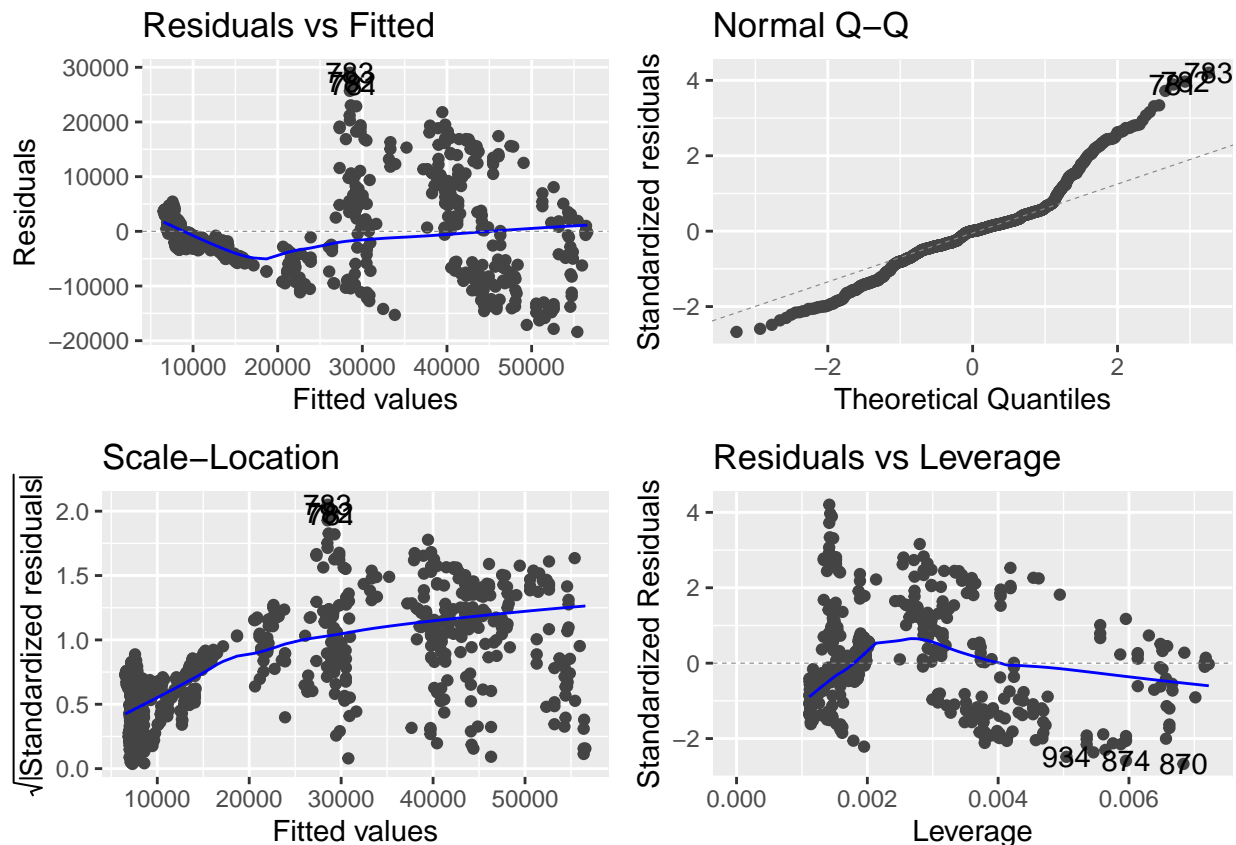 Residuals vs Fitted
783
30000
20000
10000
0
−10000
−20000
Residuals
10000 20000 30000 40000 50000
Fitted values
Normal Q−Q
783
4
2
0
−2
Standardized residuals
−2 0 2
Theoretical Quantiles
Scale−Location
783
2.0
1.5
1.0
0.5
0.0
√|Standardized residuals|
10000 20000 30000 40000 50000
Fitted values
Residuals vs Leverage
4
2
0
−2
Standardized Residuals
934 874 870
0.000 0.002 0.004 0.006
Leverage